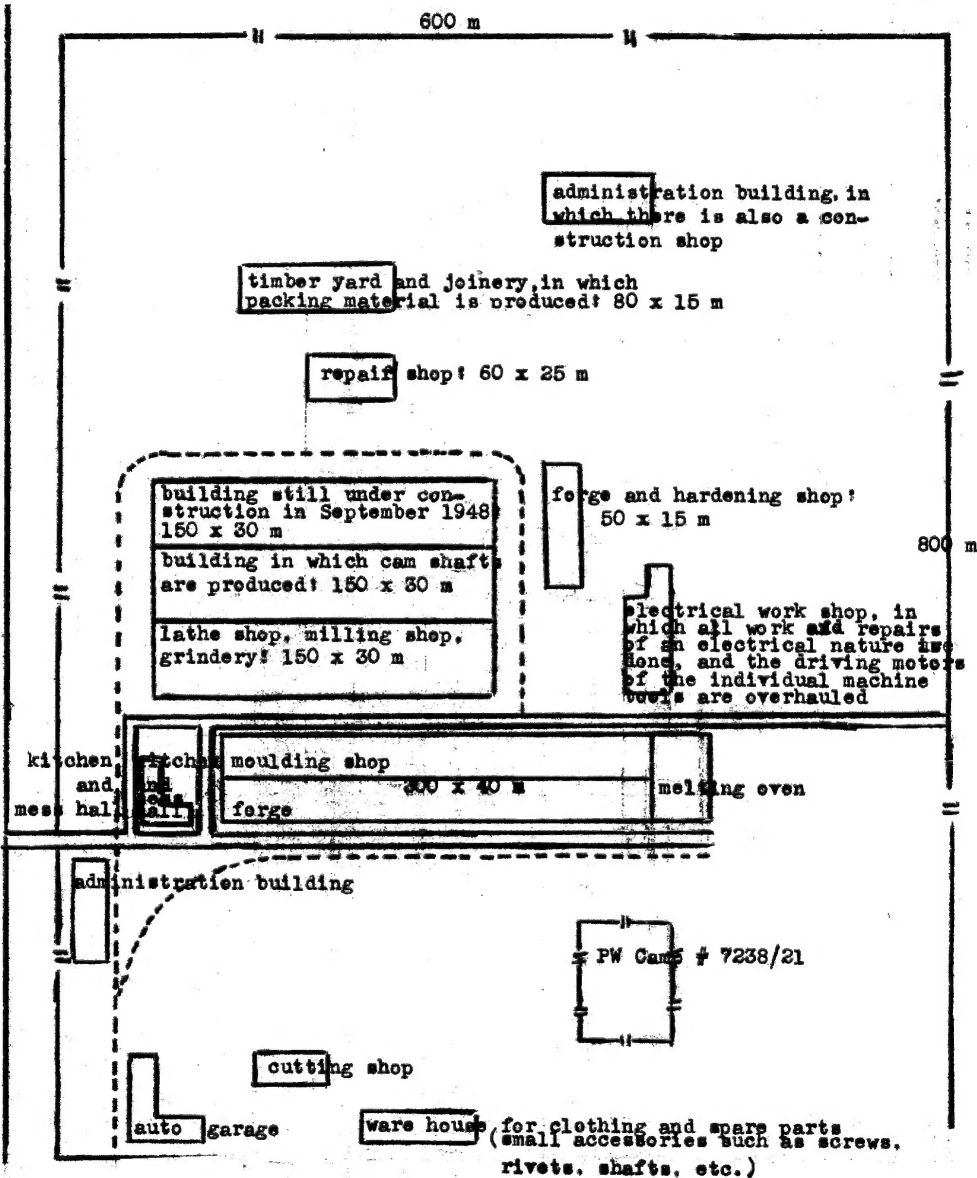 600 m
administration building, in
which there is also a con-
struction shop
timber yard and joinery, in which
packing material is produced: 80 x 15 m
repair shop: 60 x 25 m
building still under con-
struction in September 1948:
150 x 30 m
forge and hardening shop:
50 x 15 m
800 m
building in which cam shafts
are produced: 150 x 30 m
lathe shop, milling shop,
grindery: 150 x 30 m
electrical work shop, in
which all work and repairs
of an electrical nature are
done, and the driving motors
of the individual machine
tools are overhauled
kitchen
and
mess hall
kitchen
and
mess
hall
moulding shop
300 x 40 m
forge
melting oven
administration building
PW Camp # 7238/21
cutting shop
auto garage
ware house for clothing and spare parts
(small accessories such as screws,
rivets, shafts, etc.)